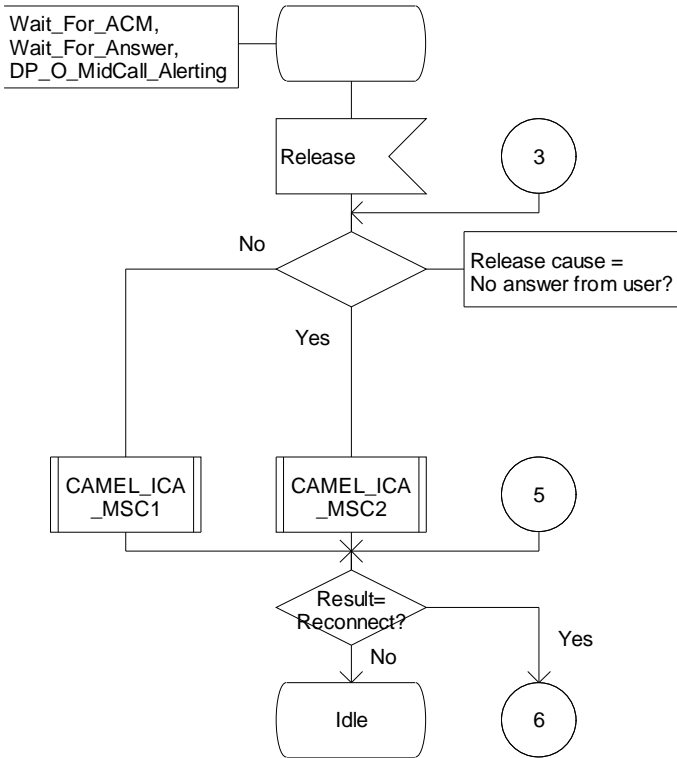 Wait_For_ACM,
Wait_For_Answer,
DP_O_MidCall_Alerting
Release
3
No
Release cause =
No answer from user?
Yes
CAMEL_ICA
_MSC1
CAMEL_ICA
_MSC2
5
Result=
Reconnect?
Yes
No
Idle
6